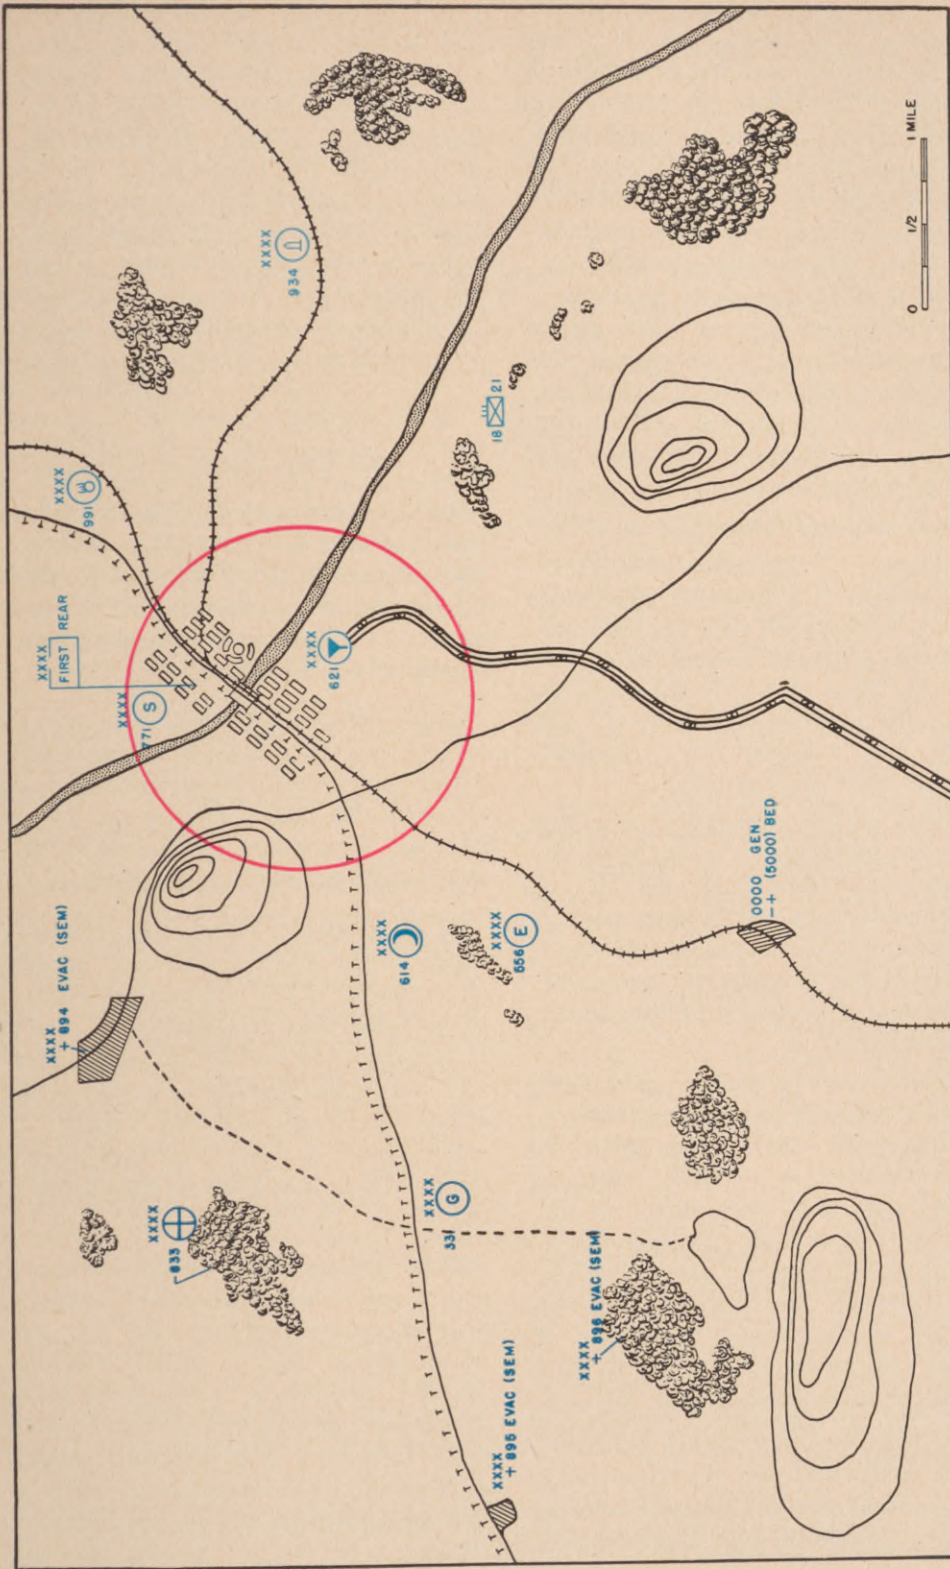 XXXX
+ 894 EVAC (SEM)
XXXX
FIRST REAR
XXXX
771 S
XXXX
991
XXXX
934
XXXX
833
XXXX
614
XXXX
621
XXXX
331 G
XXXX
556 E
18 21
XXXX
+ 895 EVAC (SEM)
XXXX
+ 896 EVAC (SEM)
0000 GEN
+ (5000) BED
0 1/2 1 MILE